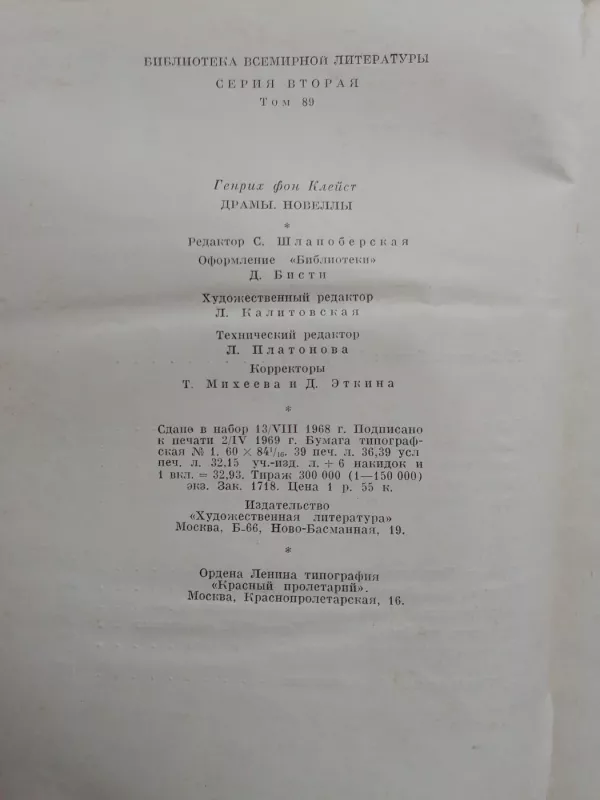 БИБЛИОТЕКА ВСЕМИРНОЙ ЛИТЕРАТУРЫ
СЕРИЯ ВТОРАЯ
Том 89
Генрих фон Клейст
ДРАМЫ. НОВЕЛЛЫ
*
Редактор С. Шлапоберская
Оформление «Библиотеки»
Д. Бисти
Художественный редактор
Л. Калитовская
Технический редактор
Л. Платонова
Корректоры
Т. Михеева и Д. Эткина
*
Сдано в набор 13/VIII 1968 г. Подписано
к печати 2/IV 1969 г. Бумага типограф-
ская № 1. 60 × 84 1/16. 39 печ. л. 36,39 усл
печ. л. 32,15 уч.-изд. л. + 6 накидок и
1 вкл. = 32,93. Тираж 300 000 (1—150 000)
экз. Зак. 1718. Цена 1 р. 55 к.
Издательство
«Художественная литература»
Москва, Б-66, Ново-Басманная, 19.
*
Ордена Ленина типография
«Красный пролетарий».
Москва, Краснопролетарская, 16.